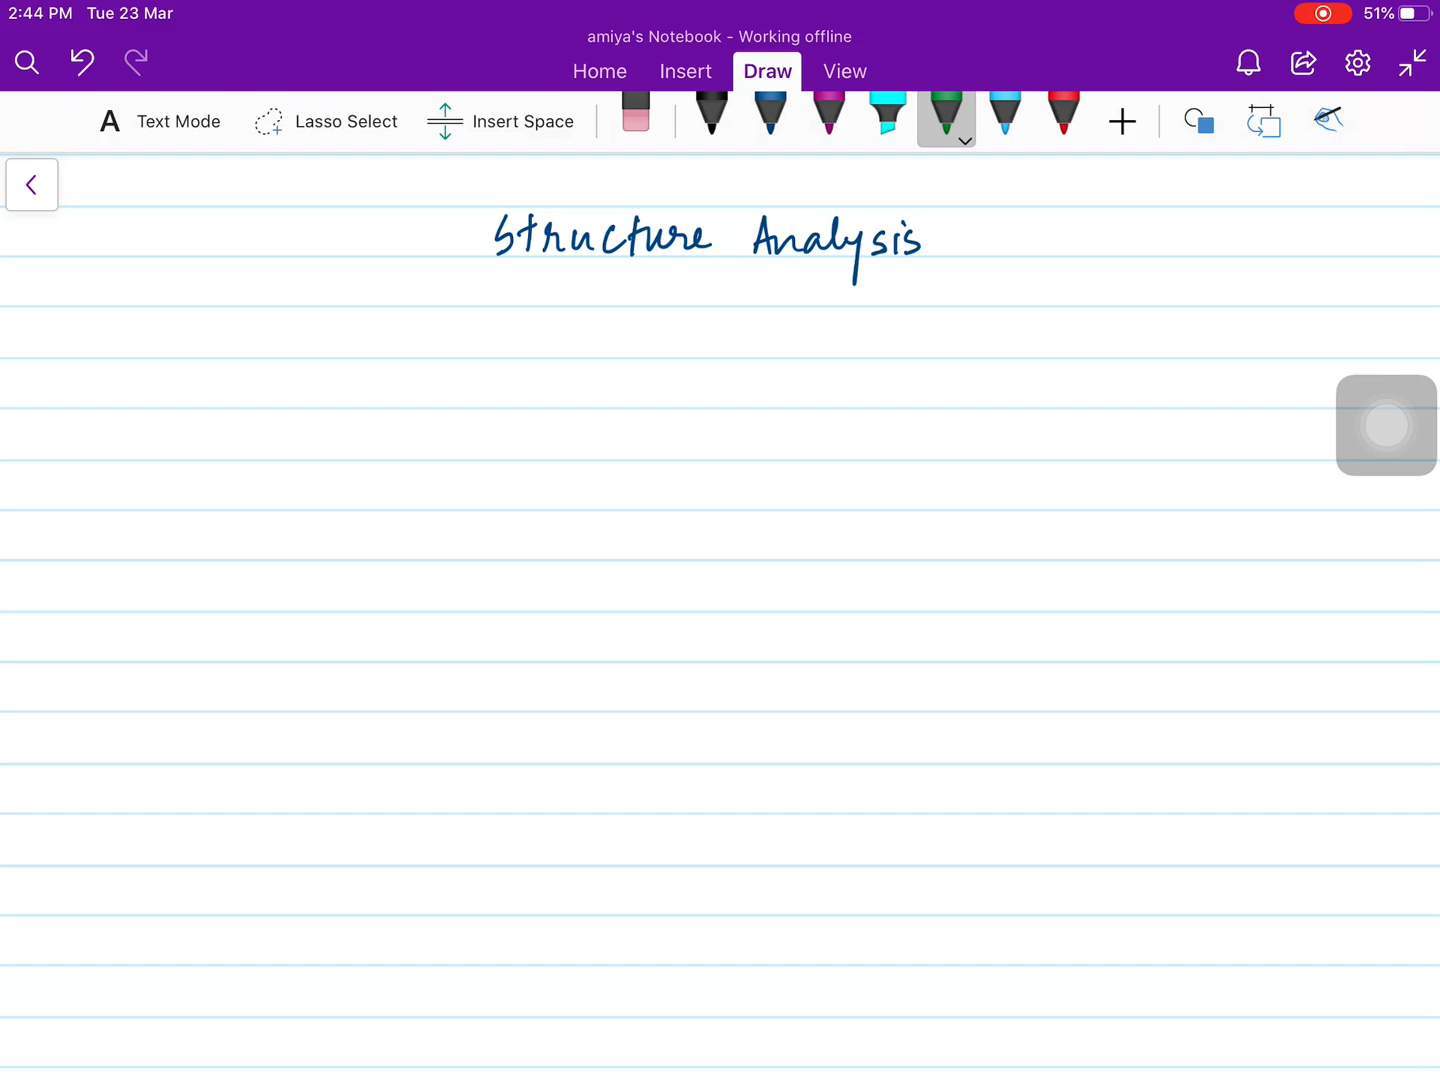 2:44 PM Tue 23 Mar 51%
amiya's Notebook - Working offline
Home Insert Draw View
A Text Mode Lasso Select Insert Space
Structure Analysis